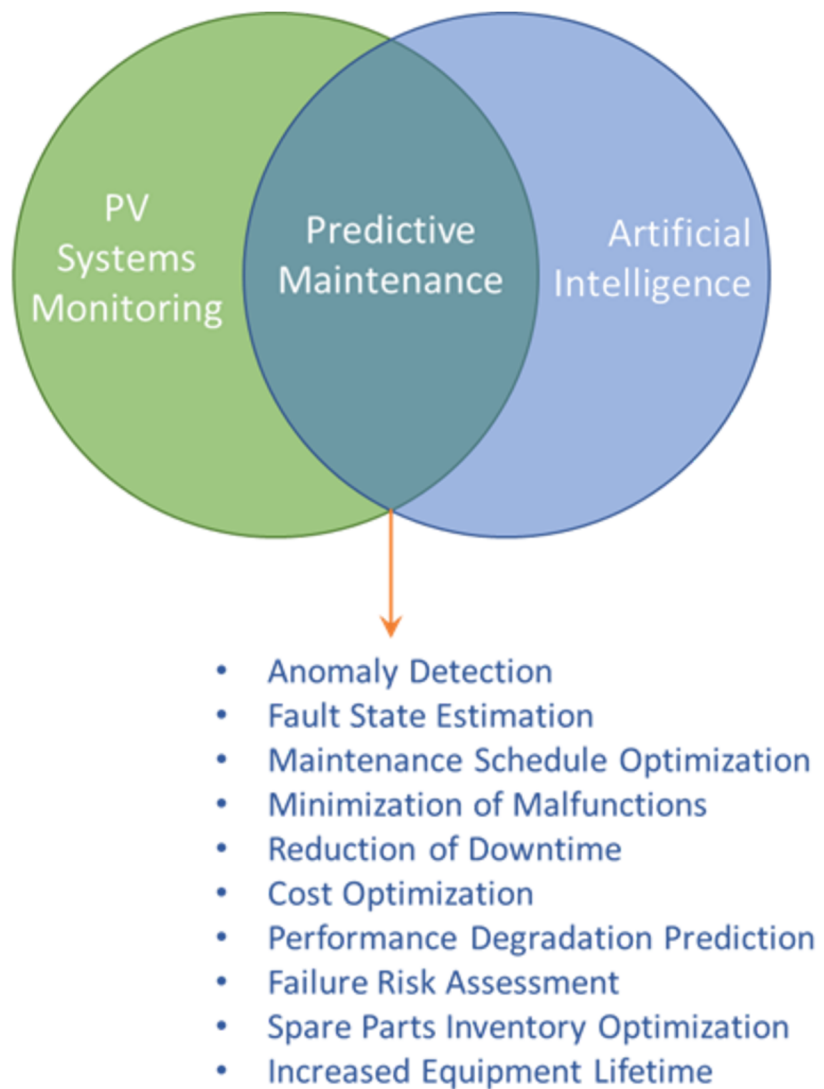 PV
Systems
Monitoring
Predictive
Maintenance
Artificial
Intelligence
• Anomaly Detection
• Fault State Estimation
• Maintenance Schedule Optimization
• Minimization of Malfunctions
• Reduction of Downtime
• Cost Optimization
• Performance Degradation Prediction
• Failure Risk Assessment
• Spare Parts Inventory Optimization
• Increased Equipment Lifetime